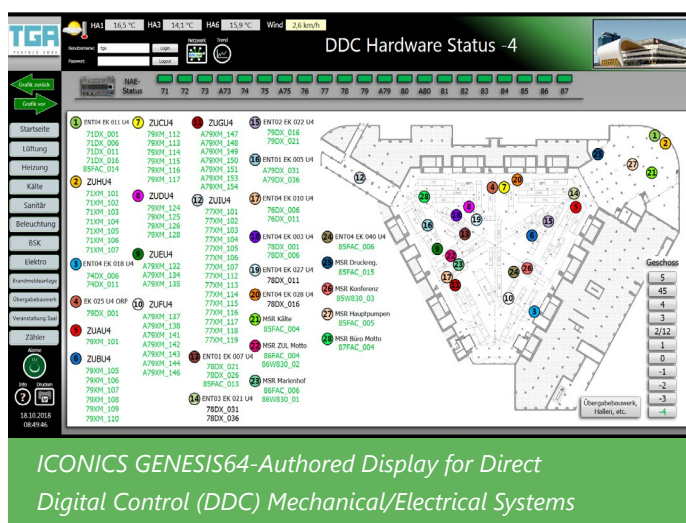 TGA
HA1 16,5 °C HA3 14,1 °C HA6 15,9 °C Wind 2,6 km/h
Benutzername: tga Login Netzwerk Trend
Passwort: Logout
DDC Hardware Status -4
Grafik zurück
Grafik vor
NAE-Status 71 72 73 A73 74 75 A75 76 77 78 79 A79 80 A80 81 82 83 84 85 86 87
Startseite
Lüftung
Heizung
Kälte
Sanitär
Beleuchtung
BSK
Elektro
Brandmeldeanlage
Übergabebauwerk
Veranstaltung Saal
Zähler
Alarme
Info Drucken
18.10.2018
08:49:46
1 ENT04 EK 011 U4
71DX_001
71DX_006
71DX_011
71DX_016
85FAC_014
2 ZUHU4
71XM_101
71XM_102
71XM_103
71XM_104
71XM_105
71XM_106
71XM_107
3 ENT04 EK 018 U4
74DX_006
74DX_011
4 EK 025 U4 ORF
79DX_001
5 ZUAU4
79XM_101
6 ZUBU4
79XM_105
79XM_106
79XM_107
79XM_108
79XM_109
79XM_110
7 ZUCU4
79XM_112
79XM_113
79XM_114
79XM_115
79XM_116
79XM_117
8 ZUDU4
79XM_124
79XM_125
79XM_126
79XM_128
9 ZUEU4
A79XM_132
A79XM_134
A79XM_135
10 ZUFU4
A79XM_137
A79XM_138
A79XM_141
A79XM_142
A79XM_143
A79XM_144
A79XM_146
ZUGU4
A79XM_147
A79XM_148
A79XM_149
A79XM_150
A79XM_151
A79XM_153
A79XM_154
12 ZUIU4
77XM_101
77XM_102
77XM_103
77XM_104
77XM_105
77XM_106
77XM_107
77XM_113
77XM_114
77XM_115
77XM_116
77XM_117
77XM_118
77XM_119
13 ENT01 EK 007 U4
78DX_021
78DX_026
85FAC_013
14 ENT03 EK 021 U4
78DX_031
78DX_036
15 ENT02 EK 022 U4
79DX_016
79DX_021
16 ENT01 EK 005 U4
A79DX_031
A79DX_036
17 ENT04 EK 010 U4
76DX_006
76DX_011
18 ENT04 EK 003 U4
78DX_001
78DX_006
19 ENT04 EK 027 U4
78DX_011
20 ENT04 EK 028 U4
78DX_016
21 MSR Kälte
85FAC_004
22 MSR ZUL Motto
86FAC_004
86W830_02
23 MSR Marienhof
86FAC_004
86W830_01
24 ENT04 EK 040 U4
85FAC_006
25 MSR Druckreg.
85FAC_015
26 MSR Konferenz
85W830_03
27 MSR Hauptpumpen
85FAC_005
28 MSR Büro Motto
87FAC_004
Geschoss
5
45
4
3
2/12
1
0
-1
-2
-3
-4
Übergabebauwerk,
Hallen, etc.
ICONICS GENESIS64-Authored Display for Direct
Digital Control (DDC) Mechanical/Electrical Systems